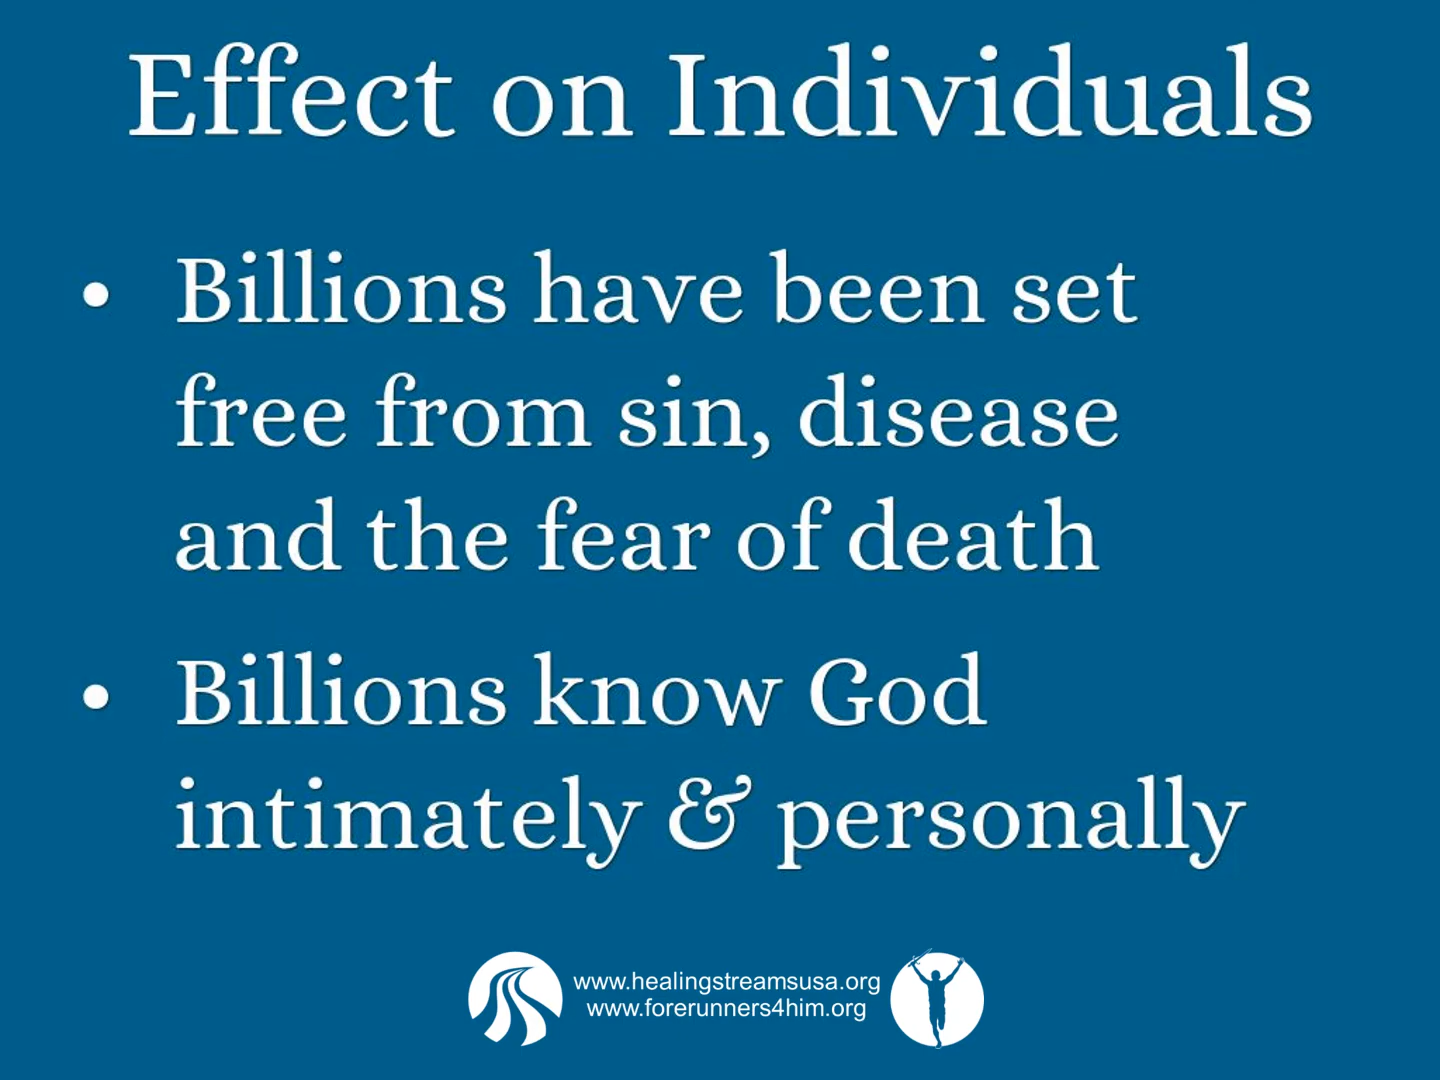 Effect on Individuals
• Billions have been set
free from sin, disease
and the fear of death
• Billions know God
intimately & personally
www.healingstreamsusa.org
www.forerunners4him.org